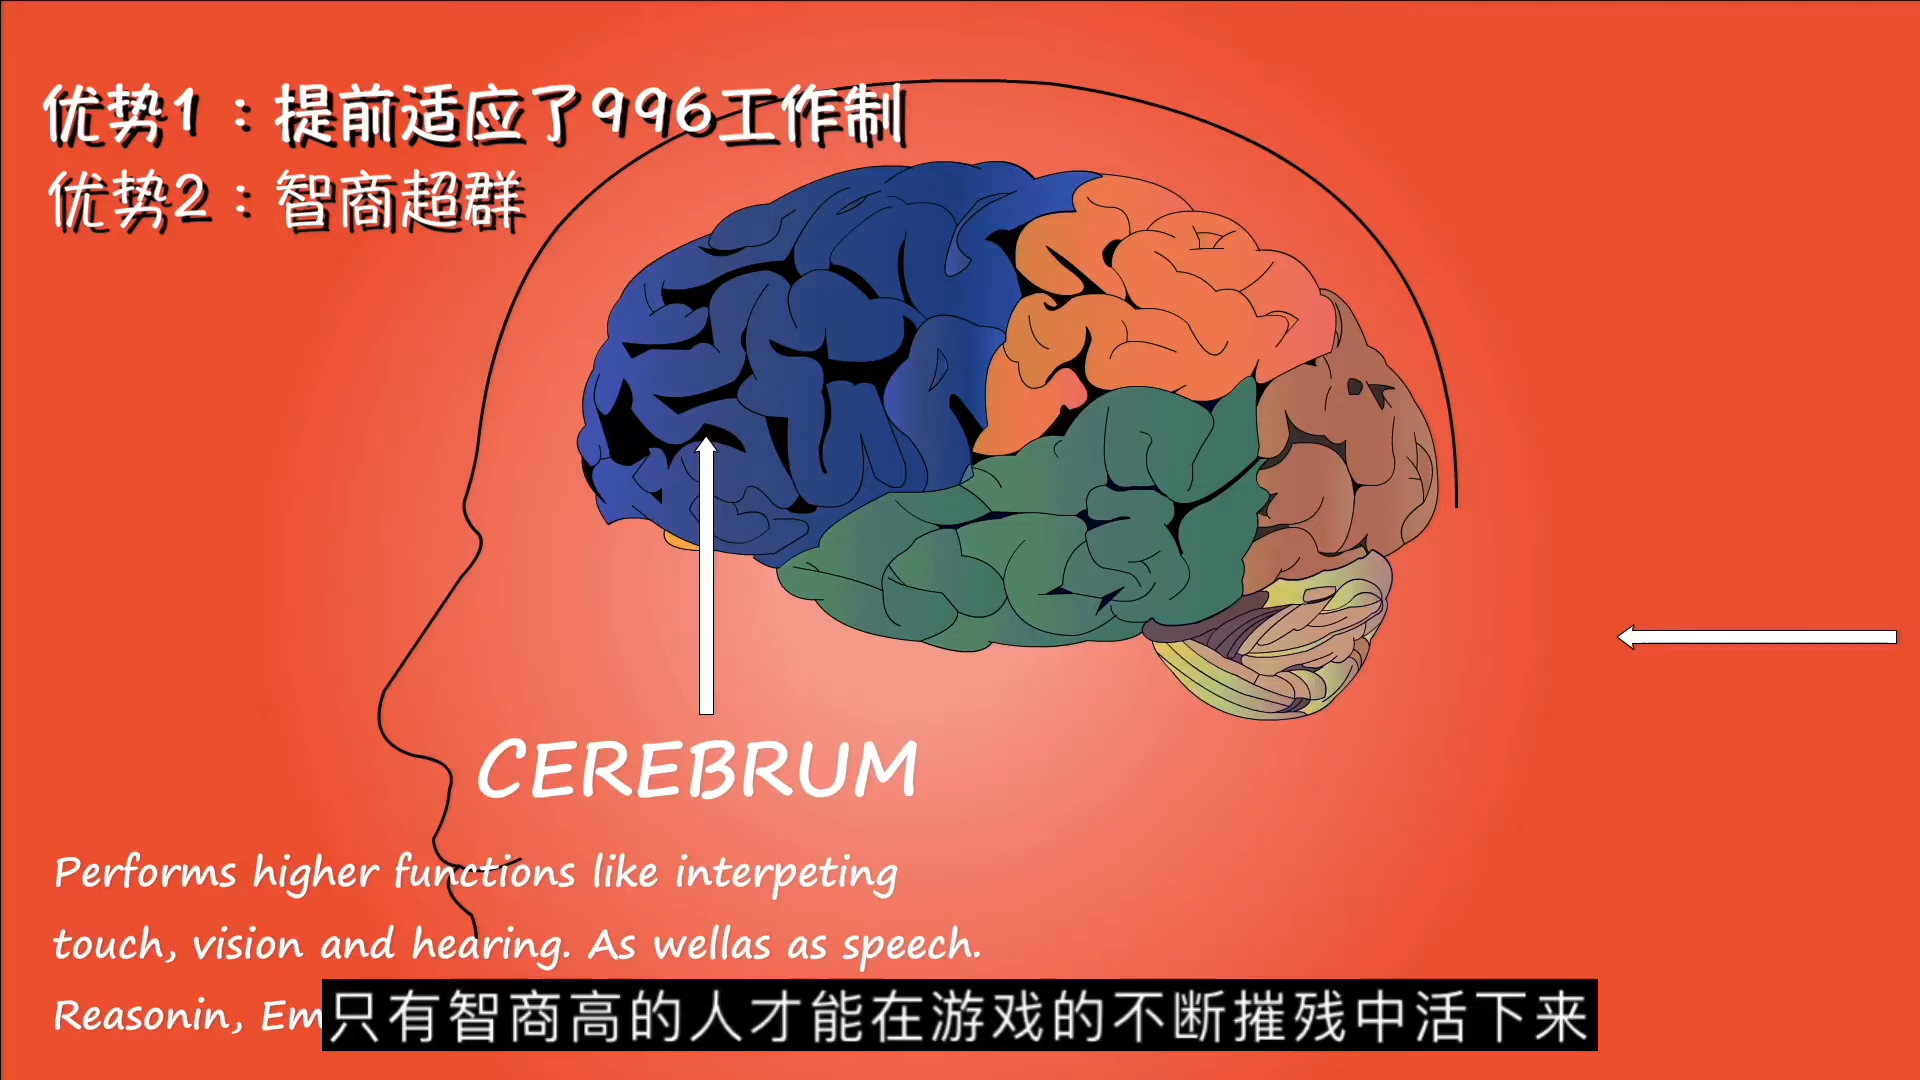 优势1：提前适应了996工作制
优势2：智商超群
CEREBRUM
Performs higher functions like interpeting
touch, vision and hearing. As wellas as speech.
Reasonin, Em
只有智商高的人才能在游戏的不断摧残中活下来